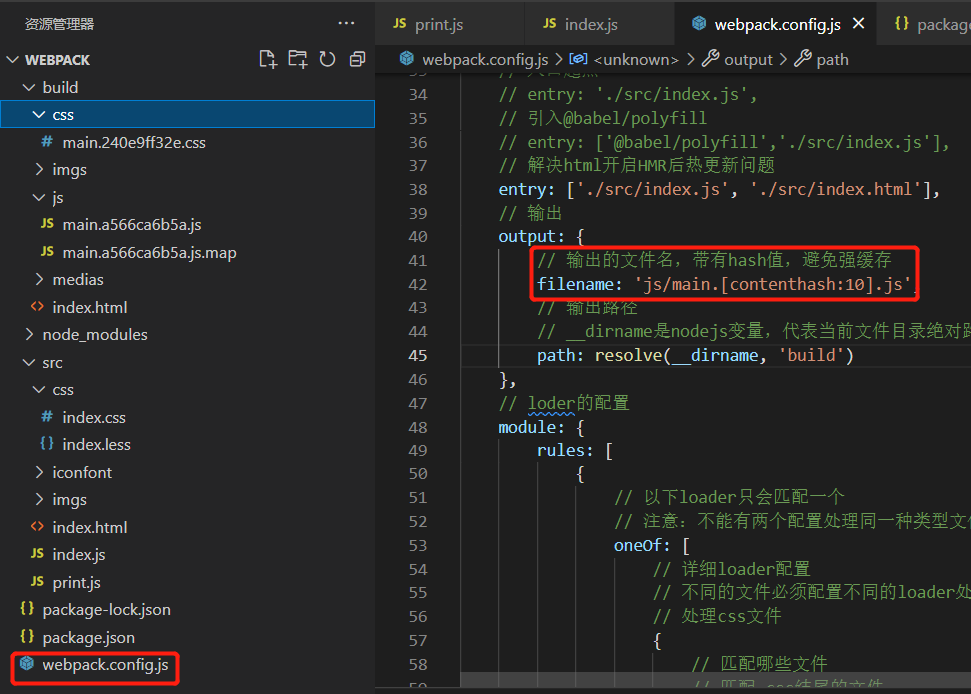 资源管理器 ...
WEBPACK
build
css
# main.240e9ff32e.css
imgs
js
JS main.a566ca6b5a.js
JS main.a566ca6b5a.js.map
medias
<> index.html
node_modules
src
css
# index.css
{} index.less
iconfont
imgs
<> index.html
JS index.js
JS print.js
{} package-lock.json
{} package.json
webpack.config.js
JS print.js JS index.js webpack.config.js × {} package
webpack.config.js > <unknown> > output > path
34 // entry: './src/index.js',
35 // 引入@babel/polyfill
36 // entry: ['@babel/polyfill','./src/index.js'],
37 // 解决html开启HMR后热更新问题
38 entry: ['./src/index.js', './src/index.html'],
39 // 输出
40 output: {
41 // 输出的文件名，带有hash值，避免强缓存
42 filename: 'js/main.[contenthash:10].js',
43 // 输出路径
44 // __dirname是nodejs变量，代表当前文件目录绝对路
45 path: resolve(__dirname, 'build')
46 },
47 // loder的配置
48 module: {
49 rules: [
50 {
51 // 以下loader只会匹配一个
52 // 注意：不能有两个配置处理同一种类型文件
53 oneOf: [
54 // 详细loader配置
55 // 不同的文件必须配置不同的loader处
56 // 处理css文件
57 {
58 // 匹配哪些文件